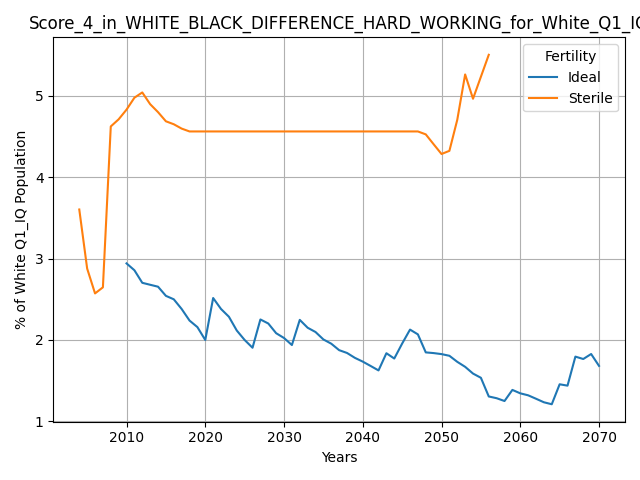 Score_4_in_WHITE_BLACK_DIFFERENCE_HARD_WORKING_for_White_Q1_IQ
Fertility
Ideal
Sterile
5
4
3
2
1
% of White Q1_IQ Population
2010 2020 2030 2040 2050 2060 2070
Years